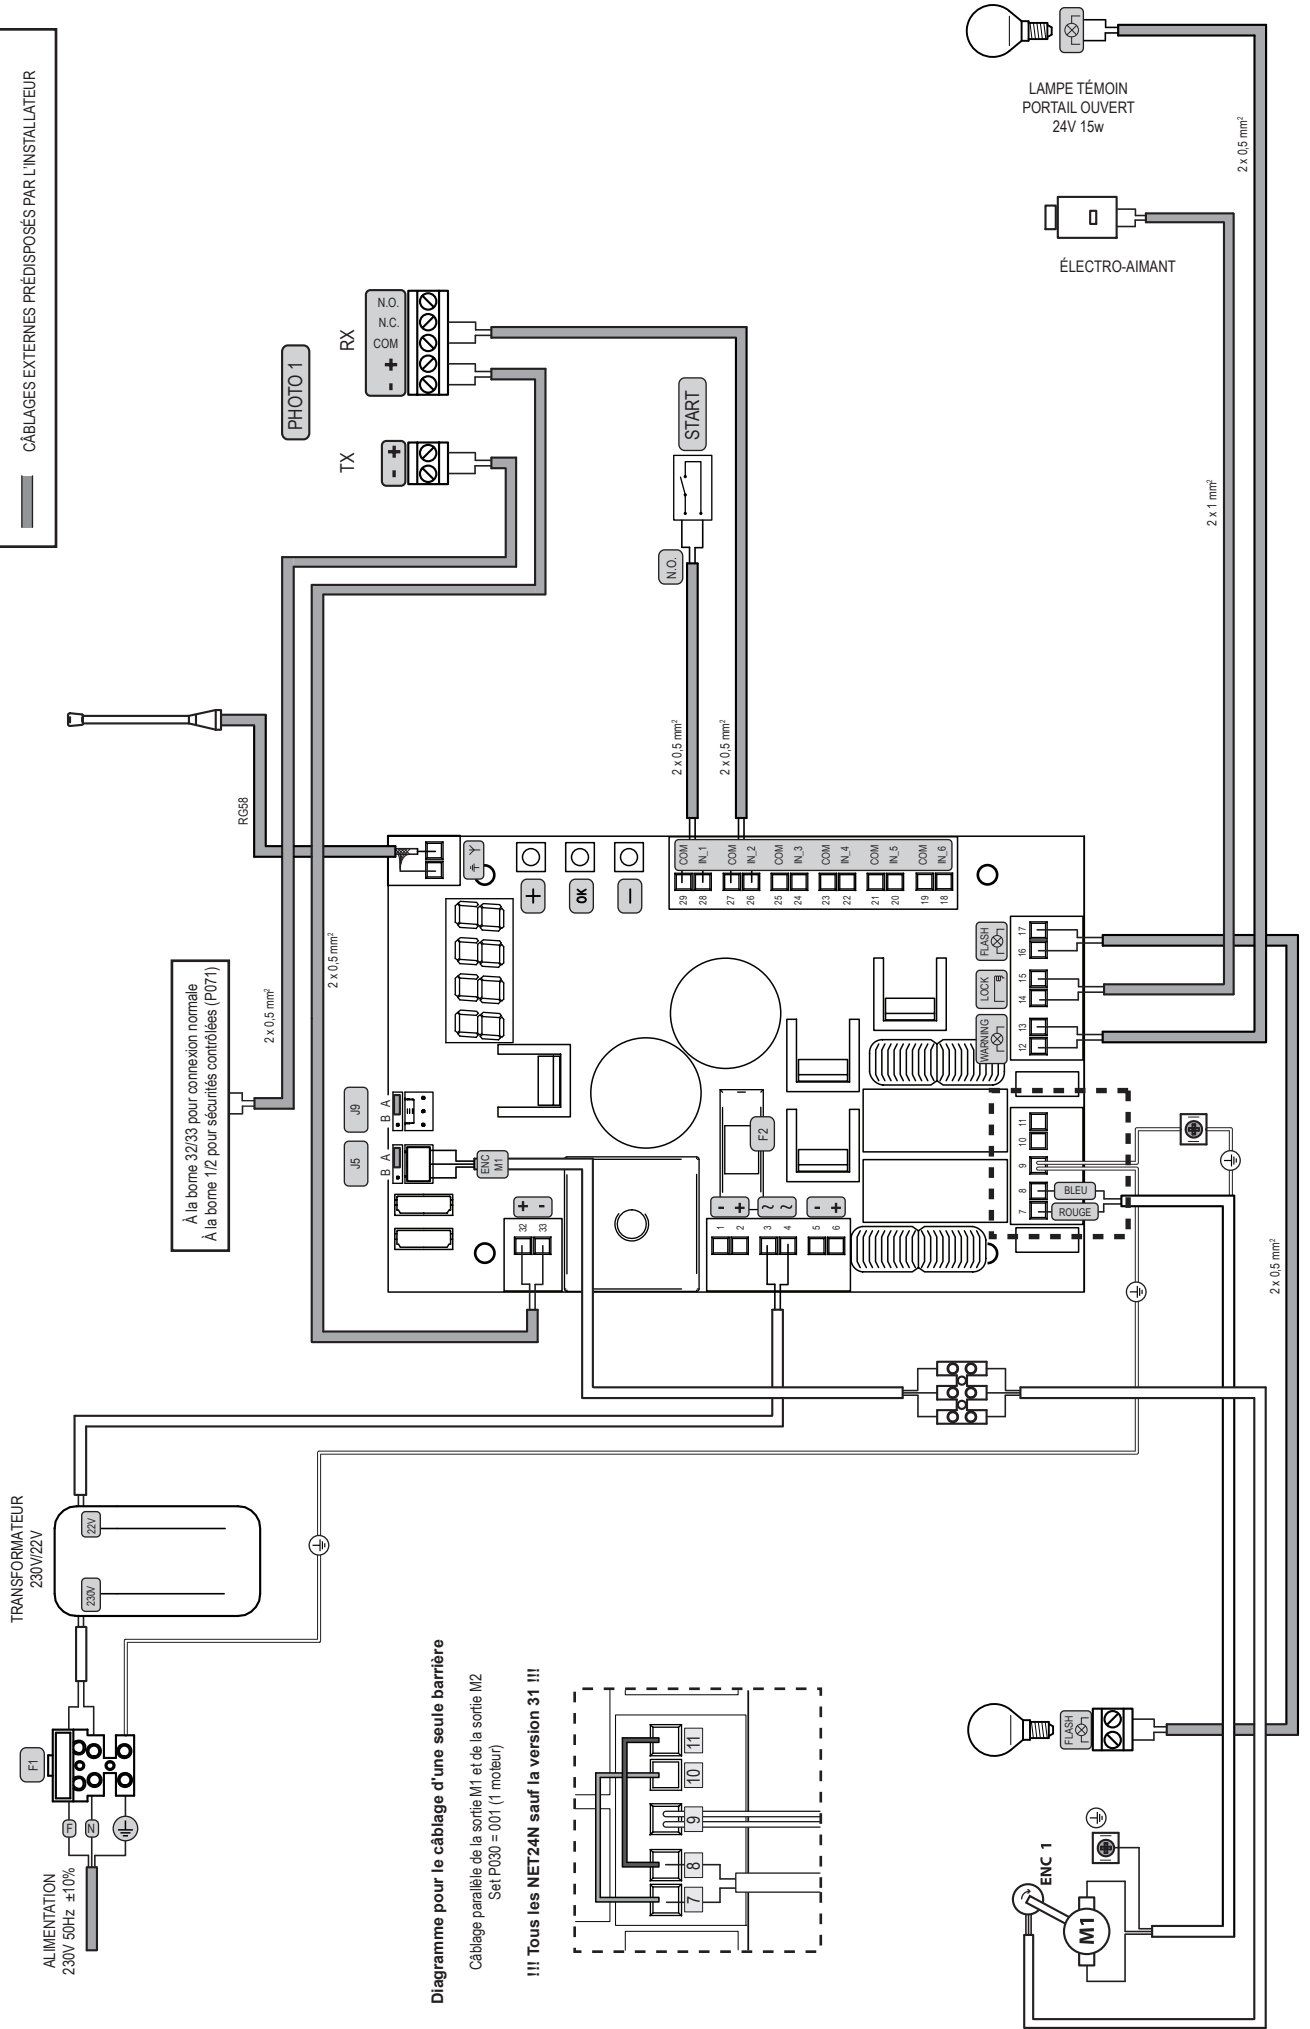 CÂBLAGES EXTERNES PRÉDISPOSÉS PAR L'INSTALLATEUR
TRANSFORMATEUR
230V/22V
230V
22V
F1
F
N
ALIMENTATION
230V 50Hz ±10%
À la borne 32/33 pour connexion normale
À la borne 1/2 pour sécurités contrôlées (P071)
2 x 0,5 mm²
2 x 0,5 mm²
RG58
PHOTO 1
TX
- +
RX
- + COM N.C. N.O.
START
N.O.
2 x 0,5 mm²
2 x 0,5 mm²
J5
B A
J9
B A
ENC
M1
+ -
32 33
+
OK
-
29 COM
28 IN_1
27 COM
26 IN_2
25 COM
24 IN_3
23 COM
22 IN_4
21 COM
20 IN_5
19 COM
18 IN_6
F2
- + ~ ~ - +
1 2 3 4 5 6
7 8 9 10 11
ROUGE
BLEU
WARNING
LOCK
FLASH
12 13 14 15 16 17
LAMPE TÉMOIN
PORTAIL OUVERT
24V 15w
2 x 0,5 mm²
ÉLECTRO-AIMANT
2 x 1 mm²
2 x 0,5 mm²
Diagramme pour le câblage d'une seule barrière
Câblage parallèle de la sortie M1 et de la sortie M2
Set P030 = 001 (1 moteur)
!!! Tous les NET24N sauf la version 31 !!!
7 8 9 10 11
FLASH
ENC 1
M1